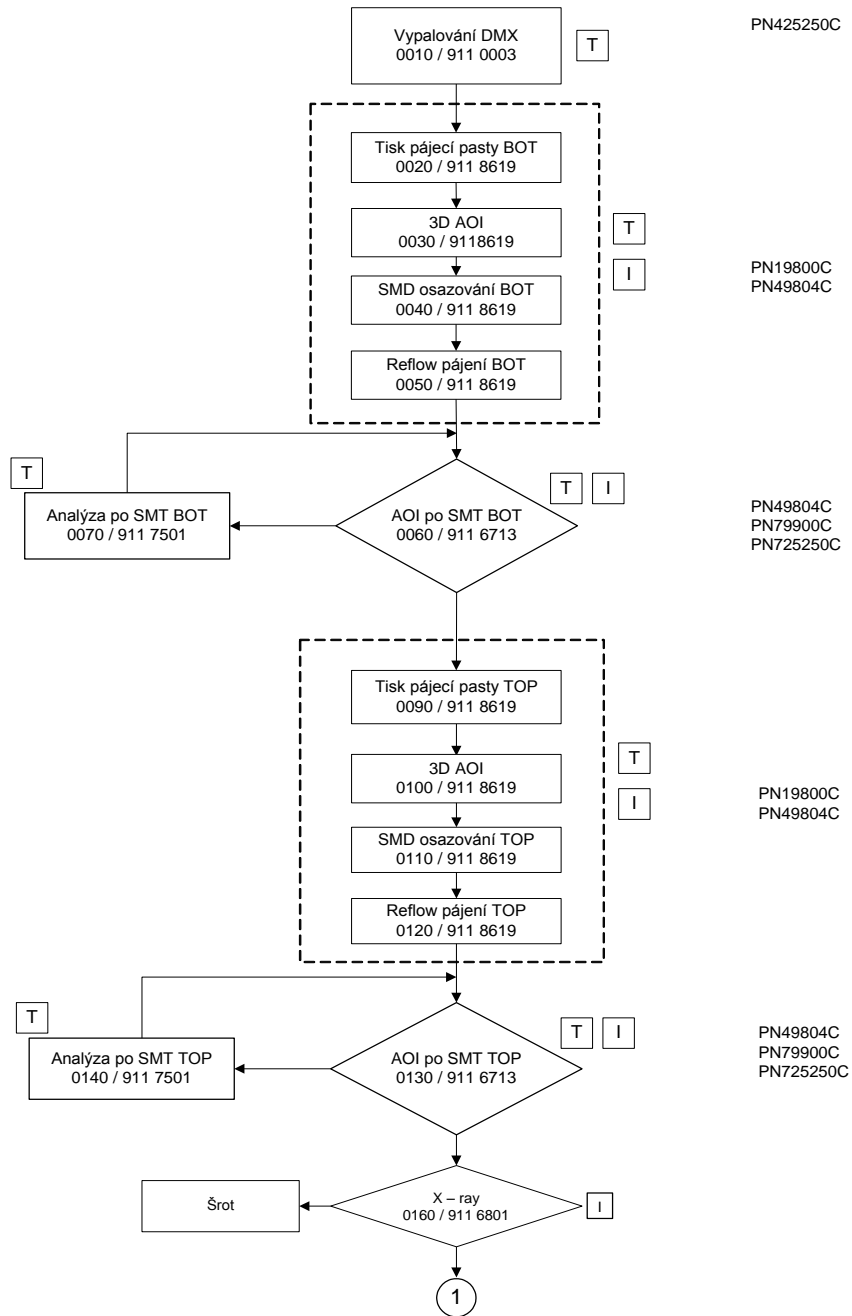 Vypalování DMX
0010 / 911 0003
T
PN425250C
Tisk pájecí pasty BOT
0020 / 911 8619
3D AOI
0030 / 9118619
T
I
PN19800C
PN49804C
SMD osazování BOT
0040 / 911 8619
Reflow pájení BOT
0050 / 911 8619
T
Analýza po SMT BOT
0070 / 911 7501
AOI po SMT BOT
0060 / 911 6713
T
I
PN49804C
PN79900C
PN725250C
Tisk pájecí pasty TOP
0090 / 911 8619
3D AOI
0100 / 911 8619
T
I
PN19800C
PN49804C
SMD osazování TOP
0110 / 911 8619
Reflow pájení TOP
0120 / 911 8619
T
Analýza po SMT TOP
0140 / 911 7501
AOI po SMT TOP
0130 / 911 6713
T
I
PN49804C
PN79900C
PN725250C
Šrot
X – ray
0160 / 911 6801
I
1